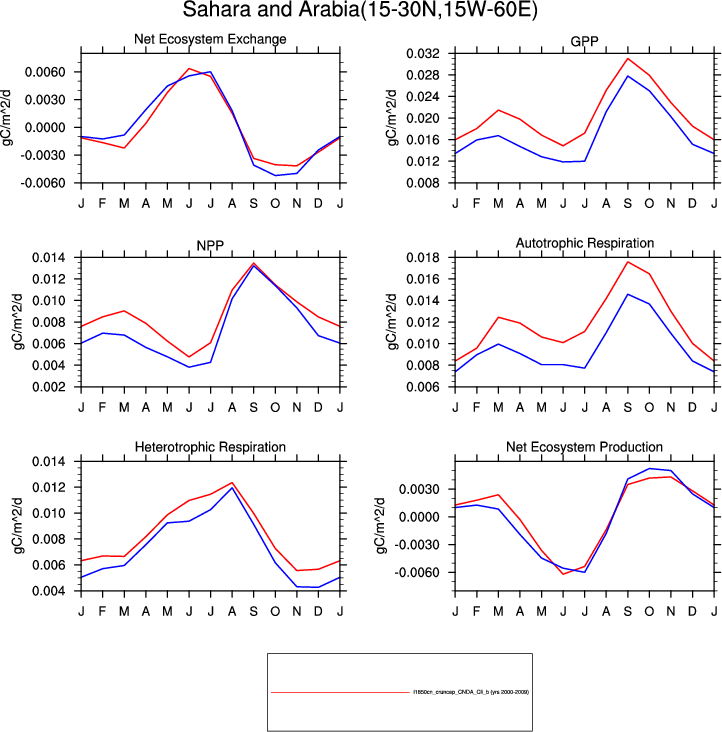 Sahara and Arabia(15-30N,15W-60E)
Net Ecosystem Exchange
gC/m^2/d
0.0060
0.0030
0.0000
-0.0030
-0.0060
J F M A M J J A S O N D J
GPP
gC/m^2/d
0.032
0.028
0.024
0.020
0.016
0.012
0.008
J F M A M J J A S O N D J
NPP
gC/m^2/d
0.014
0.012
0.010
0.008
0.006
0.004
0.002
J F M A M J J A S O N D J
Autotrophic Respiration
gC/m^2/d
0.018
0.016
0.014
0.012
0.010
0.008
0.006
J F M A M J J A S O N D J
Heterotrophic Respiration
gC/m^2/d
0.014
0.012
0.010
0.008
0.006
0.004
J F M A M J J A S O N D J
Net Ecosystem Production
gC/m^2/d
0.0030
0.0000
-0.0030
-0.0060
J F M A M J J A S O N D J
(yrs 2000-2009)